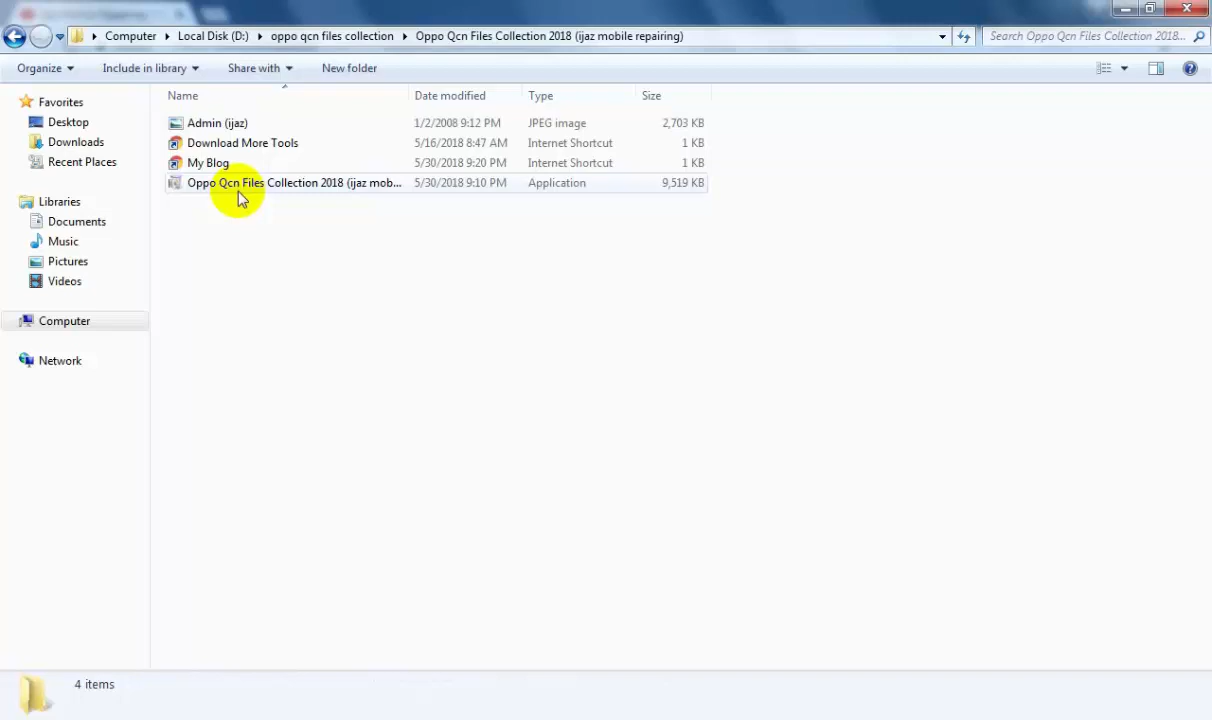 Computer Local Disk (D:) oppo qcn files collection Oppo Qcn Files Collection 2018 (ijaz mobile repairing) Search Oppo Qcn Files Collection 2018...
Organize Include in library Share with New folder
Name Date modified Type Size
Favorites
Desktop
Downloads
Recent Places
Libraries
Documents
Music
Pictures
Videos
Computer
Network
Admin (ijaz) 1/2/2008 9:12 PM JPEG image 2,703 KB
Download More Tools 5/16/2018 8:47 AM Internet Shortcut 1 KB
My Blog 5/30/2018 9:20 PM Internet Shortcut 1 KB
Oppo Qcn Files Collection 2018 (ijaz mob... 5/30/2018 9:10 PM Application 9,519 KB
4 items